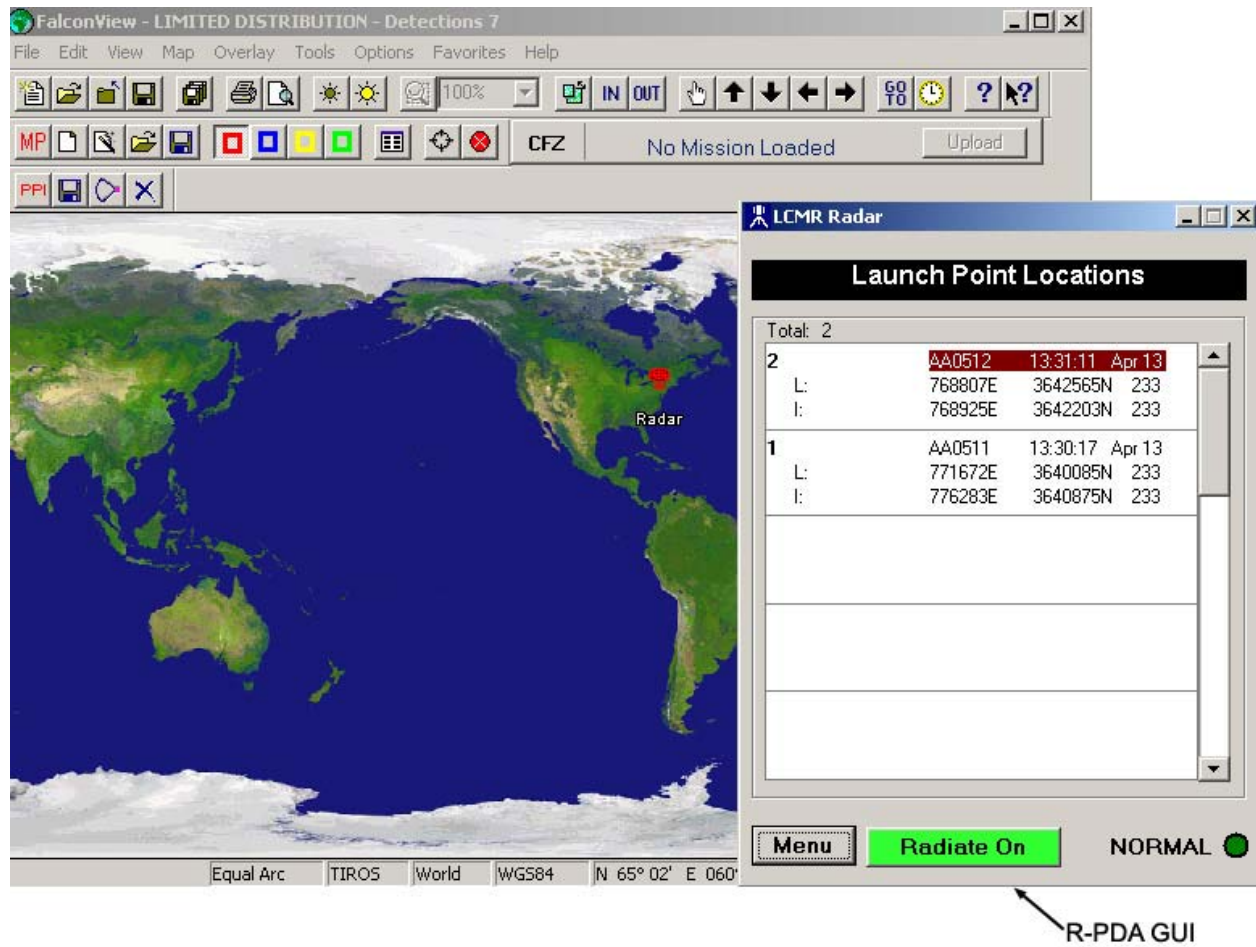 FalconView - LIMITED DISTRIBUTION - Detections 7
File Edit View Map Overlay Tools Options Favorites Help
100% IN OUT GO TO ? ?
MP CFZ No Mission Loaded Upload
PPI
Radar
LCMR Radar
Launch Point Locations
Total: 2
2 AA0512 13:31:11 Apr 13
L: 768807E 3642565N 233
I: 768925E 3642203N 233
1 AA0511 13:30:17 Apr 13
L: 771672E 3640085N 233
I: 776283E 3640875N 233
Menu Radiate On NORMAL
Equal Arc TIROS World WGS84 N 65° 02' E 060°
R-PDA GUI